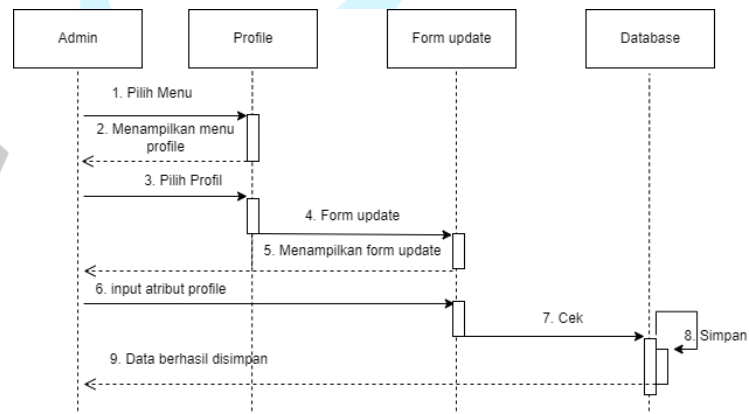 Admin
Profile
Form update
Database
1. Pilih Menu
2. Menampilkan menu
profile
3. Pilih Profil
4. Form update
5. Menampilkan form update
6. input atribut profile
7. Cek
8. Simpan
9. Data berhasil disimpan